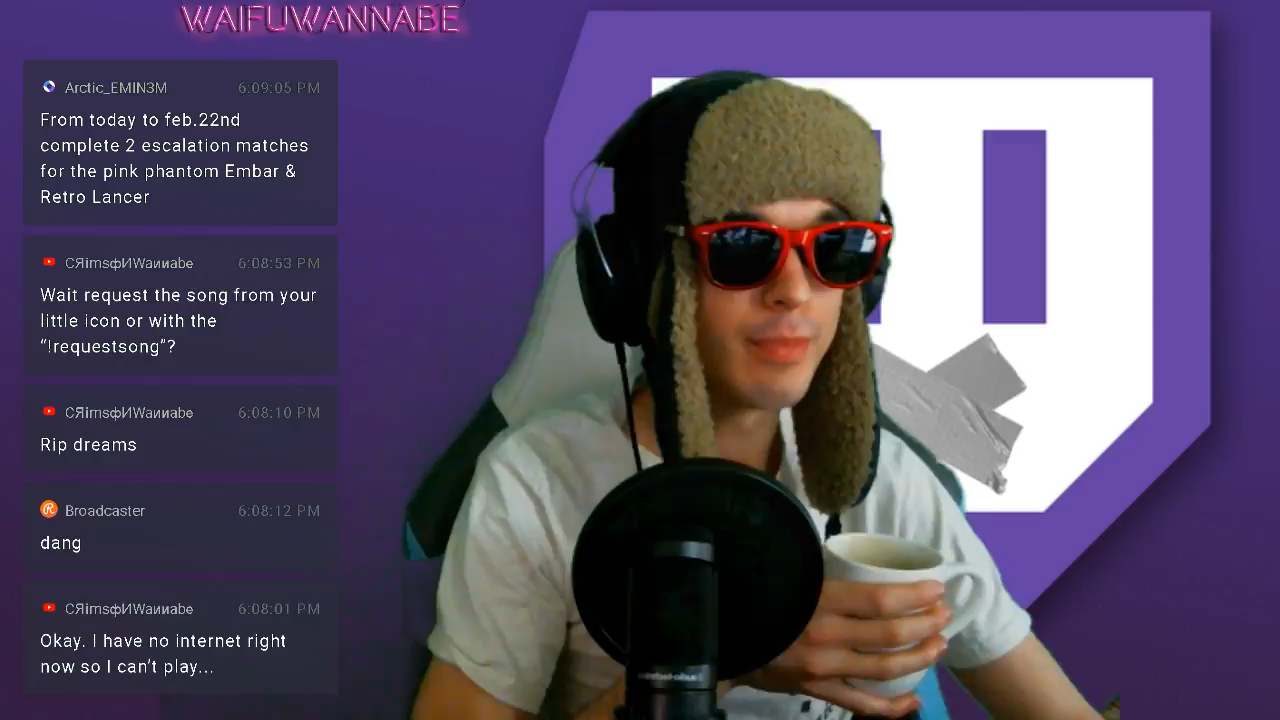 WAIFUWANNABE
Arctic_EMIN3M 6:09:05 PM
From today to feb.22nd
complete 2 escalation matches
for the pink phantom Embar &
Retro Lancer
CЯimsфИWaииabe 6:08:53 PM
Wait request the song from your
little icon or with the
“!requestsong”?
CЯimsфИWaииabe 6:08:10 PM
Rip dreams
Broadcaster 6:08:12 PM
dang
CЯimsфИWaииabe 6:08:01 PM
Okay. I have no internet right
now so I can’t play...